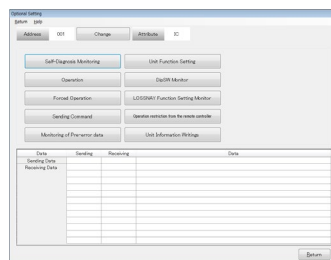 Optional Setting
Return Help
Address 001 Change Attribute IC
Self-Diagnosis Monitoring Unit Function Setting
Operation DipSW Monitor
Forced Operation LOSSNAY Function Setting Monitor
Sending Command Operation restriction from the remote controller
Monitoring of Pre-error data Unit Information Writings
Data Sending Receiving Data
Sending Data
Receiving Data
Return